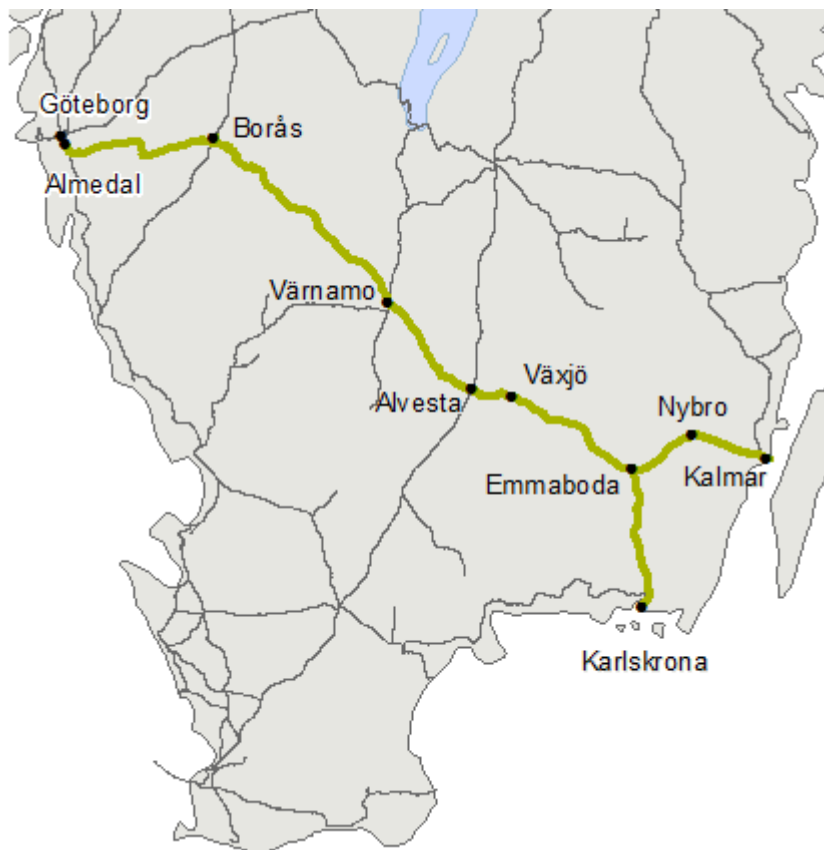 Göteborg
Borås
Almedal
Värnamo
Växjö
Alvesta
Nybro
Kalmar
Emmaboda
Karlskrona